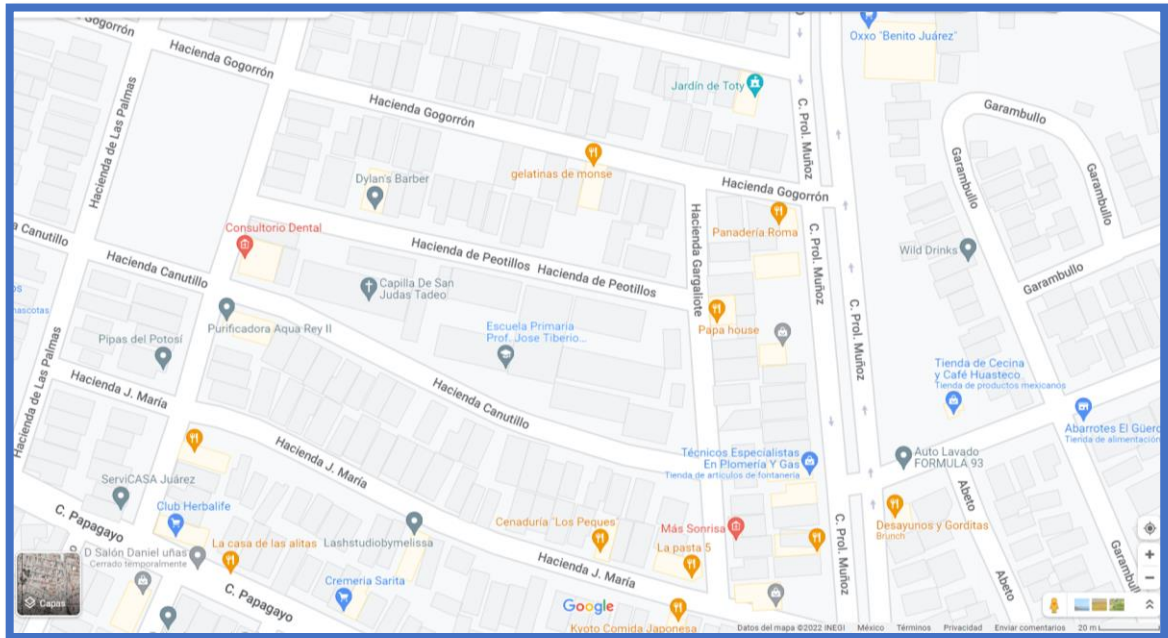 Gogorrón
Hacienda Gogorrón
Hacienda de Las Palmas
Hacienda Gogorrón
Jardín de Toty
C. Prol. Muñoz
Oxxo "Benito Juárez"
Garambullo
Garambullo
Garambullo
Garambullo
gelatinas de monse
Dylan's Barber
Hacienda Gogorrón
Panadería Roma
C. Prol. Muñoz
C. Prol. Muñoz
Wild Drinks
Consultorio Dental
Hacienda de Peotillos
Hacienda de Peotillos
Hacienda Gargaliote
a Canutillo
Hacienda Canutillo
Capilla De San
Judas Tadeo
Purificadora Aqua Rey II
Escuela Primaria
Prof. Jose Tiberio...
Papa house
mascotas
Pipas del Potosí
Hacienda de Las Palmas
Hacienda J. María
Hacienda Canutillo
Tienda de Cecina
y Café Huasteco
Tienda de productos mexicanos
Abarrotes El Güero
Tienda de alimentación
Hacienda J. María
Técnicos Especialistas
En Plomería Y Gas
Tienda de artículos de fontanería
Auto Lavado
FORMULA 93
ServiCASA Juárez
Abeto
C. Papagayo
Club Herbalife
Lashstudiobymelissa
Cenaduría "Los Peques
Más Sonrisa
C. Prol. Muñoz
Desayunos y Gorditas
Brunch
D Salón Daniel uñas
Cerrado temporalmente
La casa de las alitas
La pasta 5
Hacienda J. María
Garambullo
Abeto
Cremeria Sarita
C. Papagayo
Capas
Google
Kyoto Comida Japonesa
Datos del mapa ©2022 INEGI México Términos Privacidad Enviar comentarios 20 m